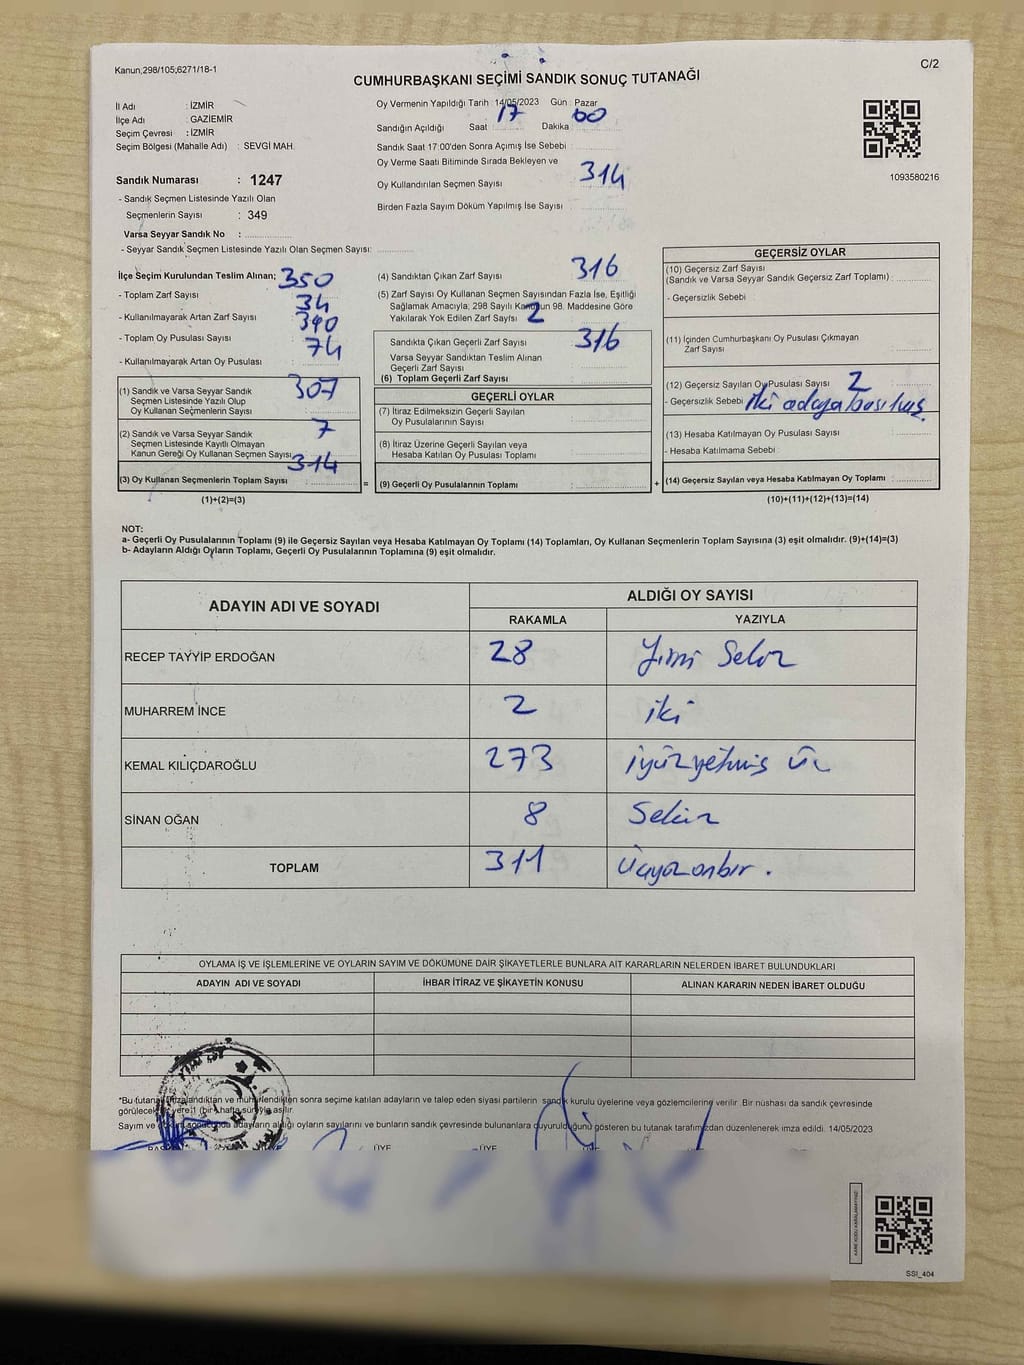 Kanun;298/105;6271/18-1
C/2
CUMHURBAŞKANI SEÇİMİ SANDIK SONUÇ TUTANAĞI
İl Adı : İZMİR
İlçe Adı : GAZİEMİR
Seçim Çevresi : İZMİR
Seçim Bölgesi (Mahalle Adı) : SEVGİ MAH.
Sandık Numarası : 1247
- Sandık Seçmen Listesinde Yazılı Olan
Seçmenlerin Sayısı : 349
Varsa Seyyar Sandık No :
- Seyyar Sandık Seçmen Listesinde Yazılı Olan Seçmen Sayısı:
Oy Vermenin Yapıldığı Tarih : 14/05/2023 Gün : Pazar
Sandığın Açıldığı Saat : 17 Dakika : 00
Sandık Saat 17:00'den Sonra Açımış İse Sebebi :
Oy Verme Saati Bitiminde Sırada Bekleyen ve
Oy Kullandırılan Seçmen Sayısı : 314
Birden Fazla Sayım Döküm Yapılmış İse Sayısı :
1093580216
İlçe Seçim Kurulundan Teslim Alınan;
- Toplam Zarf Sayısı : 350
- Kullanılmayarak Artan Zarf Sayısı : 34
- Toplam Oy Pusulası Sayısı : 390
- Kullanılmayarak Artan Oy Pusulası : 74
(1) Sandık ve Varsa Seyyar Sandık
Seçmen Listesinde Yazılı Olup
Oy Kullanan Seçmenlerin Sayısı : 307
(2) Sandık ve Varsa Seyyar Sandık
Seçmen Listesinde Kayıtlı Olmayan
Kanun Gereği Oy Kullanan Seçmen Sayısı : 7
(3) Oy Kullanan Seçmenlerin Toplam Sayısı : 314
(1)+(2)=(3)
(4) Sandıktan Çıkan Zarf Sayısı : 316
(5) Zarf Sayısı Oy Kullanan Seçmen Sayısından Fazla İse, Eşitliği
Sağlamak Amacıyla, 298 Sayılı Kanunun 98. Maddesine Göre
Yakılarak Yok Edilen Zarf Sayısı : 2
Sandıkta Çıkan Geçerli Zarf Sayısı : 316
Varsa Seyyar Sandıktan Teslim Alınan
Geçerli Zarf Sayısı :
(6) Toplam Geçerli Zarf Sayısı :
GEÇERLİ OYLAR
(7) İtiraz Edilmeksizin Geçerli Sayılan
Oy Pusulalarının Sayısı :
(8) İtiraz Üzerine Geçerli Sayılan veya
Hesaba Katılan Oy Pusulası Toplamı :
= (9) Geçerli Oy Pusulalarının Toplamı : +
GEÇERSİZ OYLAR
(10) Geçersiz Zarf Sayısı
(Sandık ve Varsa Seyyar Sandık Geçersiz Zarf Toplamı) :
- Geçersizlik Sebebi :
(11) İçinden Cumhurbaşkanı Oy Pusulası Çıkmayan
Zarf Sayısı :
(12) Geçersiz Sayılan Oy Pusulası Sayısı : 2
- Geçersizlik Sebebi : iki adaya basılmış.
(13) Hesaba Katılmayan Oy Pusulası Sayısı :
- Hesaba Katılmama Sebebi :
(14) Geçersiz Sayılan veya Hesaba Katılmayan Oy Toplamı :
(10)+(11)+(12)+(13)=(14)
NOT:
a- Geçerli Oy Pusulalarının Toplamı (9) ile Geçersiz Sayılan veya Hesaba Katılmayan Oy Toplamı (14) Toplamları, Oy Kullanan Seçmenlerin Toplam Sayısına (3) eşit olmalıdır. (9)+(14)=(3)
b- Adayların Aldığı Oyların Toplamı, Geçerli Oy Pusulalarının Toplamına (9) eşit olmalıdır.
ADAYIN ADI VE SOYADI
ALDIĞI OY SAYISI
RAKAMLA YAZIYLA
RECEP TAYYİP ERDOĞAN 28 Yirmi Sekiz
MUHARREM İNCE 2 iki
KEMAL KILIÇDAROĞLU 273 ikiyüzyetmiş üç
SİNAN OĞAN 8 Sekiz
TOPLAM 311 Üçyüzonbir.
OYLAMA İŞ VE İŞLEMLERİNE VE OYLARIN SAYIM VE DÖKÜMÜNE DAİR ŞİKAYETLERLE BUNLARA AİT KARARLARIN NELERDEN İBARET BULUNDUKLARI
ADAYIN ADI VE SOYADI İHBAR İTİRAZ VE ŞİKAYETİN KONUSU ALINAN KARARIN NEDEN İBARET OLDUĞU
*Bu tutanak imzalandıktan ve mühürlendikten sonra seçime katılan adayların ve talep eden siyasi partilerin sandık kurulu üyelerine veya gözlemcilerine verilir. Bir nüshası da sandık çevresinde
görülecek bir yere 1 (bir) hafta süreyle asılır.
Sayım ve döküm sonucunda adayların aldığı oyların sayılarını ve bunların sandık çevresinde bulunanlara duyurulduğunu gösteren bu tutanak tarafımızdan düzenlenerek imza edildi. 14/05/2023
ÜYE ÜYE
SSI_404